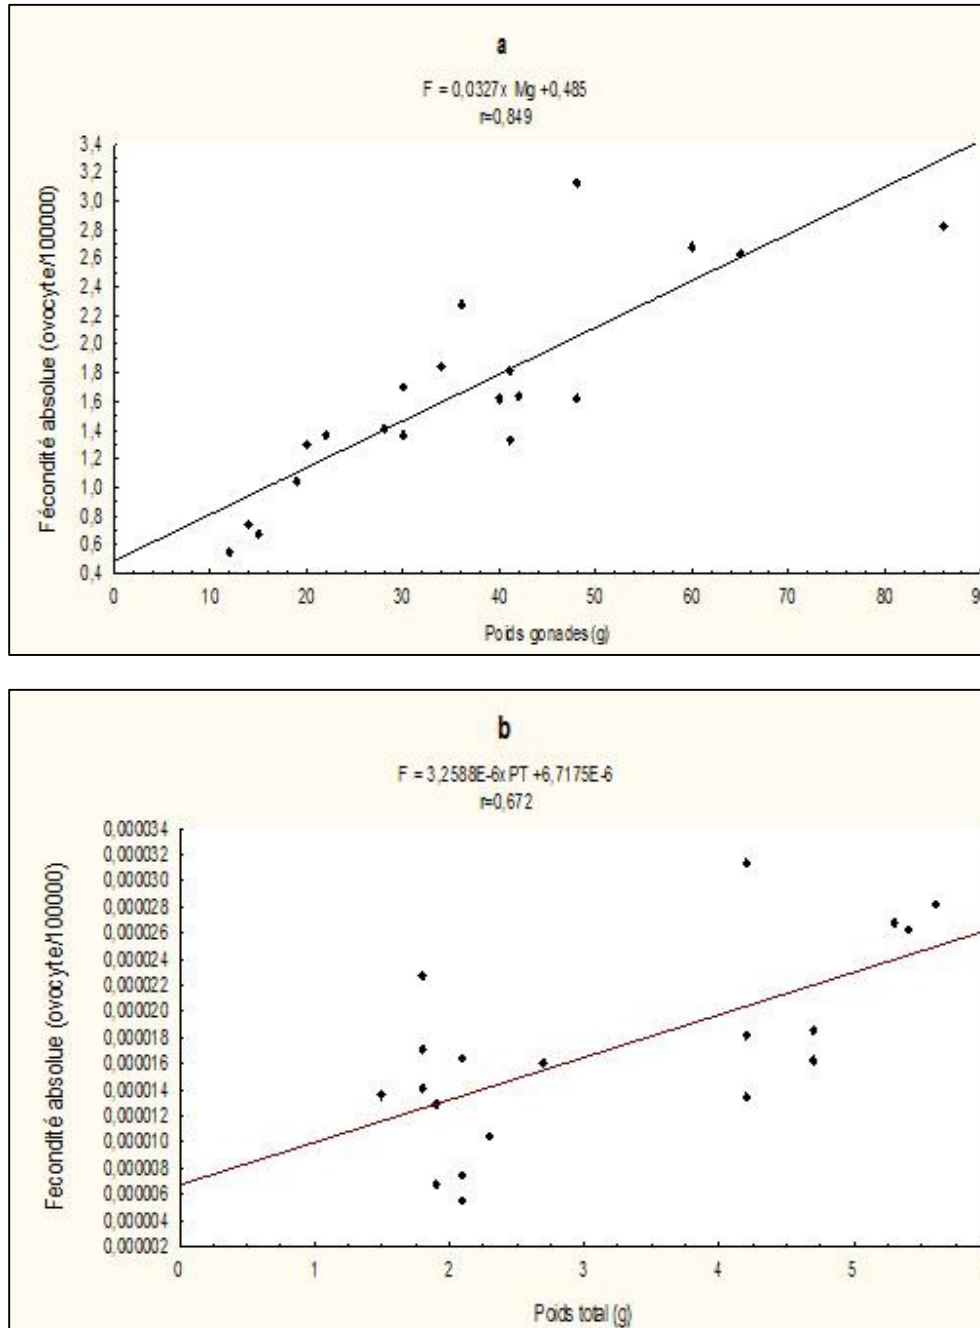 a
F = 0,0327x Mg +0,485
r=0,849
Fécondité absolue (ovocyte/100000)
3,4
3,2
3,0
2,8
2,6
2,4
2,2
2,0
1,8
1,6
1,4
1,2
1,0
0,8
0,6
0,4
0 10 20 30 40 50 60 70 80 9
Poids gonades (g)
b
F = 3,2588E-6x PT +6,7175E-6
r=0,672
Fecondité absolue (ovocyte/100000)
0,000034
0,000032
0,000030
0,000028
0,000026
0,000024
0,000022
0,000020
0,000018
0,000016
0,000014
0,000012
0,000010
0,000008
0,000006
0,000004
0,000002
0 1 2 3 4 5
Poids total (g)